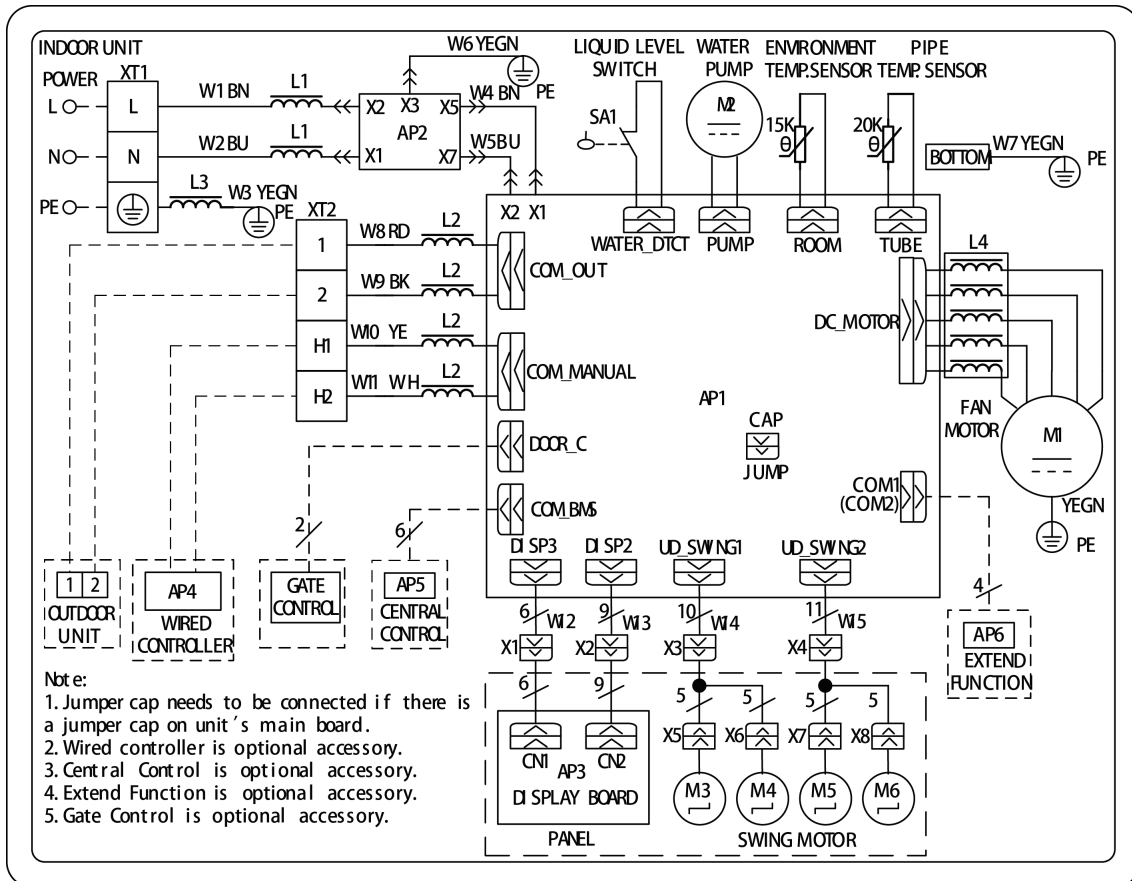 INDOOR UNIT
POWER
XT1
L
L
N
N
PE
W1 BN
L1
W2 BU
L1
L3
W3 YEGN
PE
W6 YEGN
PE
X2
X3
X5
AP2
X1
X7
W4 BN
W5BU
LIQUID LEVEL
SWITCH
SA1
WATER
PUMP
M2
ENVIRONMENT
TEMP.SENSOR
15K
θ
PIPE
TEMP. SENSOR
20K
θ
BOTTOM
W7 YEGN
PE
X2 X1
WATER_DTCT
PUMP
ROOM
TUBE
XT2
1
W8 RD
L2
2
W9 BK
L2
COM_OUT
H1
W10 YE
L2
H2
W11 WH
L2
COM_MANUAL
DOOR_C
COM_BMS
AP1
CAP
JUMP
DC_MOTOR
L4
FAN
MOTOR
M1
YEGN
PE
COM1
(COM2)
DISP3
DISP2
UD_SWING1
UD_SWING2
2
6
4
1 2
OUTDOOR
UNIT
AP4
WIRED
CONTROLLER
GATE
CONTROL
AP5
CENTRAL
CONTROL
AP6
EXTEND
FUNCTION
6
W12
9
W13
10
W14
11
W15
X1
X2
X3
X4
6
9
5
5
5
5
X5
X6
X7
X8
CN1
CN2
AP3
DISPLAY BOARD
M3
M4
M5
M6
PANEL
SWING MOTOR
Note:
1. Jumper cap needs to be connected if there is
a jumper cap on unit's main board.
2. Wired controller is optional accessory.
3. Central Control is optional accessory.
4. Extend Function is optional accessory.
5. Gate Control is optional accessory.